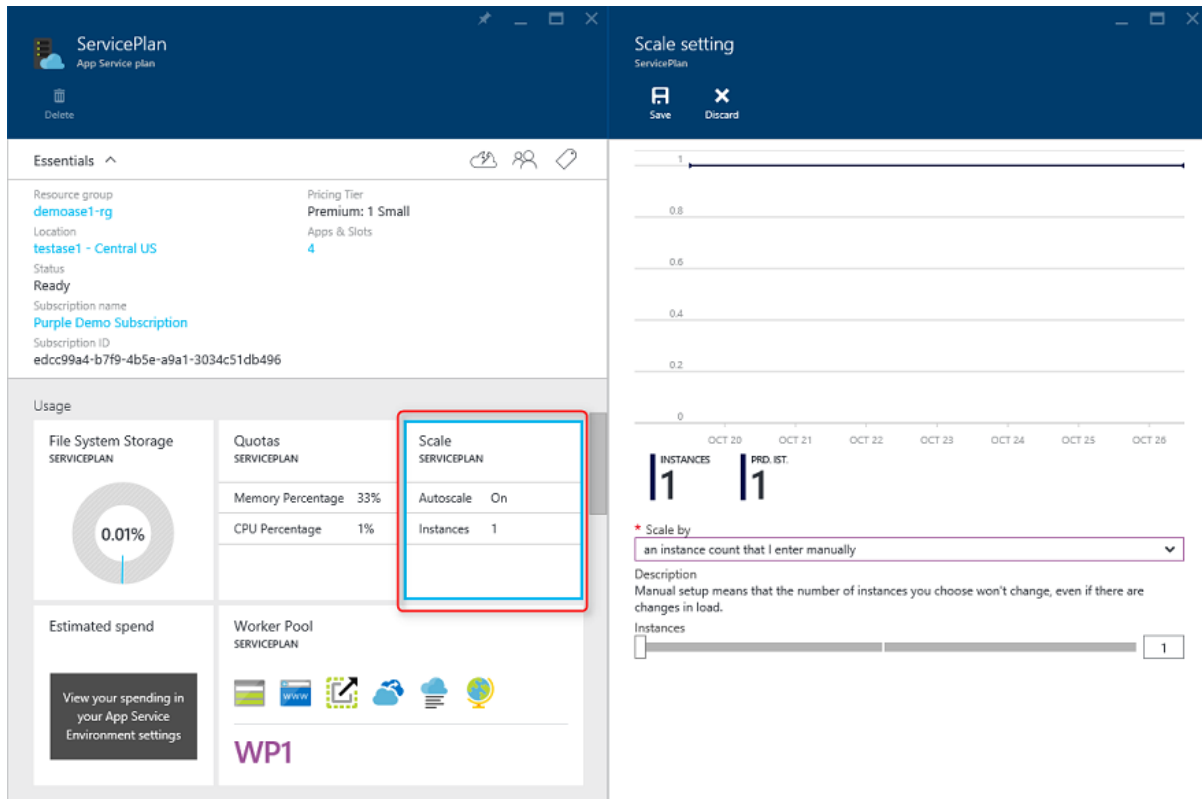 ServicePlan
App Service plan
Delete
Essentials
Resource group
demoase1-rg
Pricing Tier
Premium: 1 Small
Location
testase1 - Central US
Apps & Slots
4
Status
Ready
Subscription name
Purple Demo Subscription
Subscription ID
edcc99a4-b7f9-4b5e-a9a1-3034c51db496
Usage
File System Storage
SERVICEPLAN
0.01%
Quotas
SERVICEPLAN
Memory Percentage 33%
CPU Percentage 1%
Scale
SERVICEPLAN
Autoscale On
Instances 1
Estimated spend
View your spending in
your App Service
Environment settings
Worker Pool
SERVICEPLAN
www
WP1
Scale setting
ServicePlan
Save
Discard
1
0.8
0.6
0.4
0.2
0
OCT 20 OCT 21 OCT 22 OCT 23 OCT 24 OCT 25 OCT 26
INSTANCES
1
PRD. IST.
1
* Scale by
an instance count that I enter manually
Description
Manual setup means that the number of instances you choose won't change, even if there are
changes in load.
Instances
1